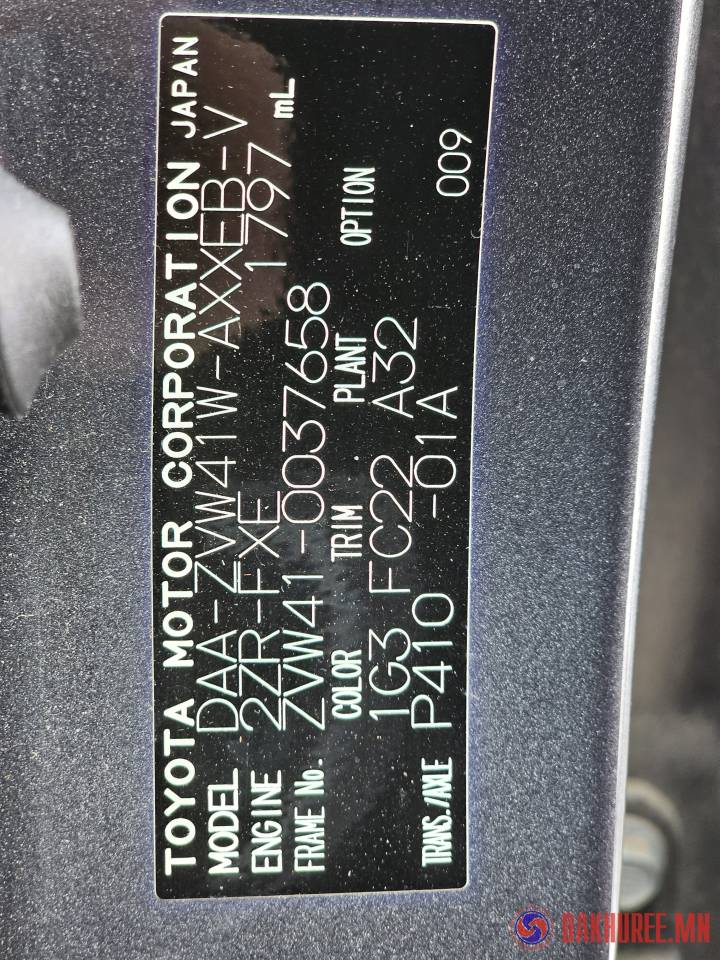 TOYOTA MOTOR CORPORATION JAPAN
MODEL DAA-ZVW41W-AXXEB-V
ENGINE 2ZR-FXE 1797 mL
FRAME No. ZVW41-0037658
COLOR TRIM PLANT OPTION
1G3 FC22 A32
TRANS./AXLE P410 -01A 009
DAKHUREE.MN